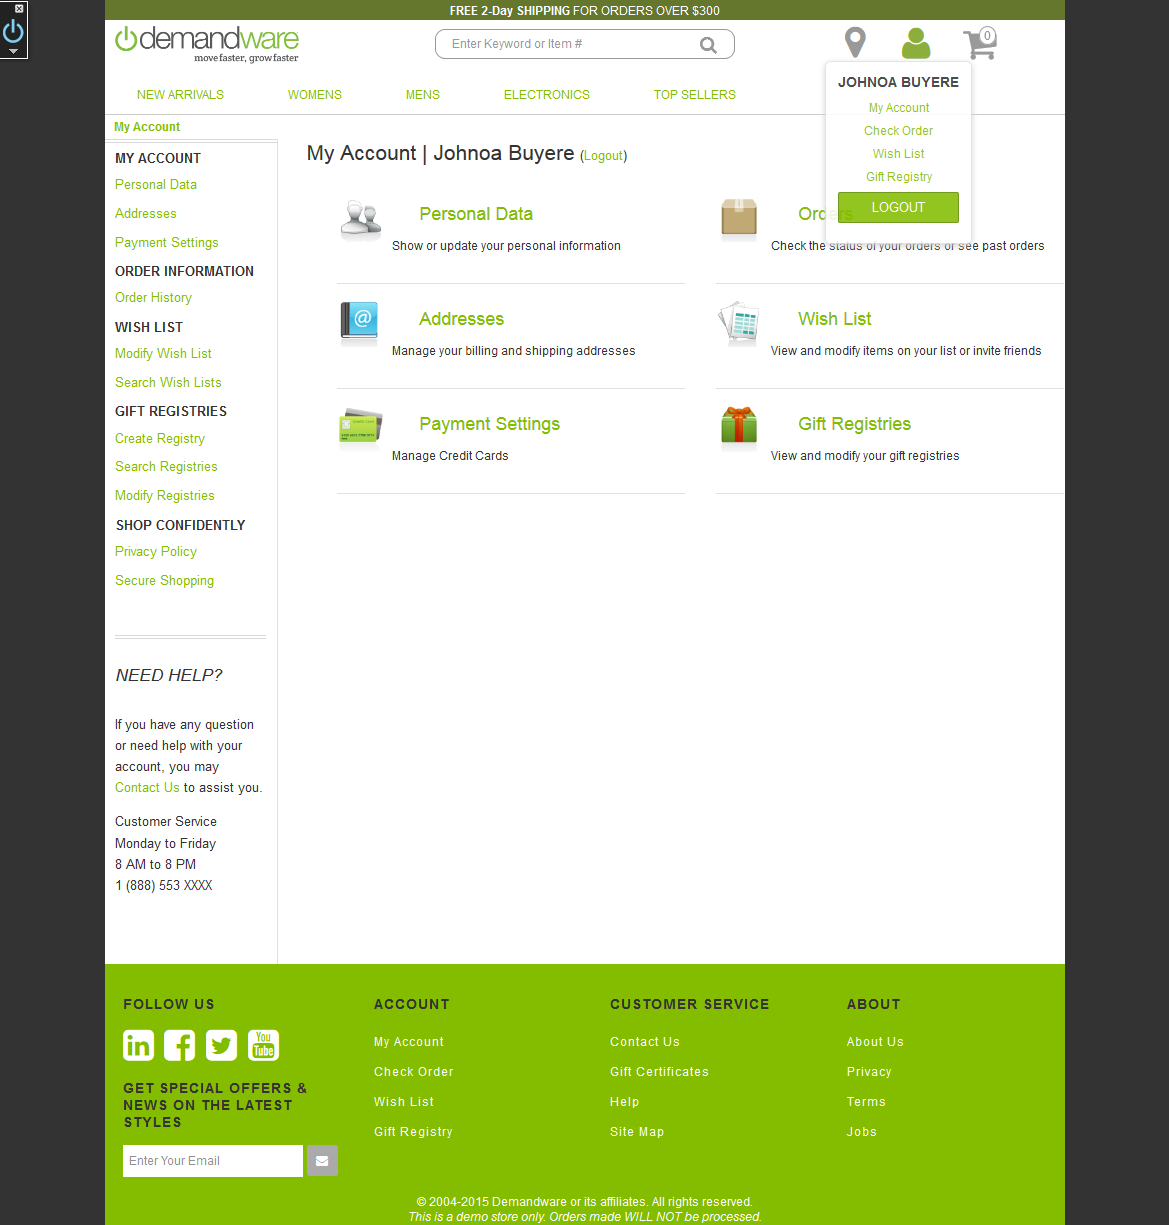 FREE 2-Day SHIPPING FOR ORDERS OVER $300
demandware
move faster, grow faster
Enter Keyword or Item #
0
NEW ARRIVALS
WOMENS
MENS
ELECTRONICS
TOP SELLERS
JOHNOA BUYERE
My Account
Check Order
Wish List
Gift Registry
LOGOUT
My Account
MY ACCOUNT
Personal Data
Addresses
Payment Settings
ORDER INFORMATION
Order History
WISH LIST
Modify Wish List
Search Wish Lists
GIFT REGISTRIES
Create Registry
Search Registries
Modify Registries
SHOP CONFIDENTLY
Privacy Policy
Secure Shopping
NEED HELP?
If you have any question
or need help with your
account, you may
Contact Us to assist you.
Customer Service
Monday to Friday
8 AM to 8 PM
1 (888) 553 XXXX
My Account | Johnoa Buyere (Logout)
Personal Data
Show or update your personal information
Orders
Check the status of your orders or see past orders
Addresses
Manage your billing and shipping addresses
Wish List
View and modify items on your list or invite friends
Payment Settings
Manage Credit Cards
Gift Registries
View and modify your gift registries
FOLLOW US
in
You
Tube
GET SPECIAL OFFERS &
NEWS ON THE LATEST
STYLES
Enter Your Email
ACCOUNT
My Account
Check Order
Wish List
Gift Registry
CUSTOMER SERVICE
Contact Us
Gift Certificates
Help
Site Map
ABOUT
About Us
Privacy
Terms
Jobs
© 2004-2015 Demandware or its affiliates. All rights reserved.
This is a demo store only. Orders made WILL NOT be processed.